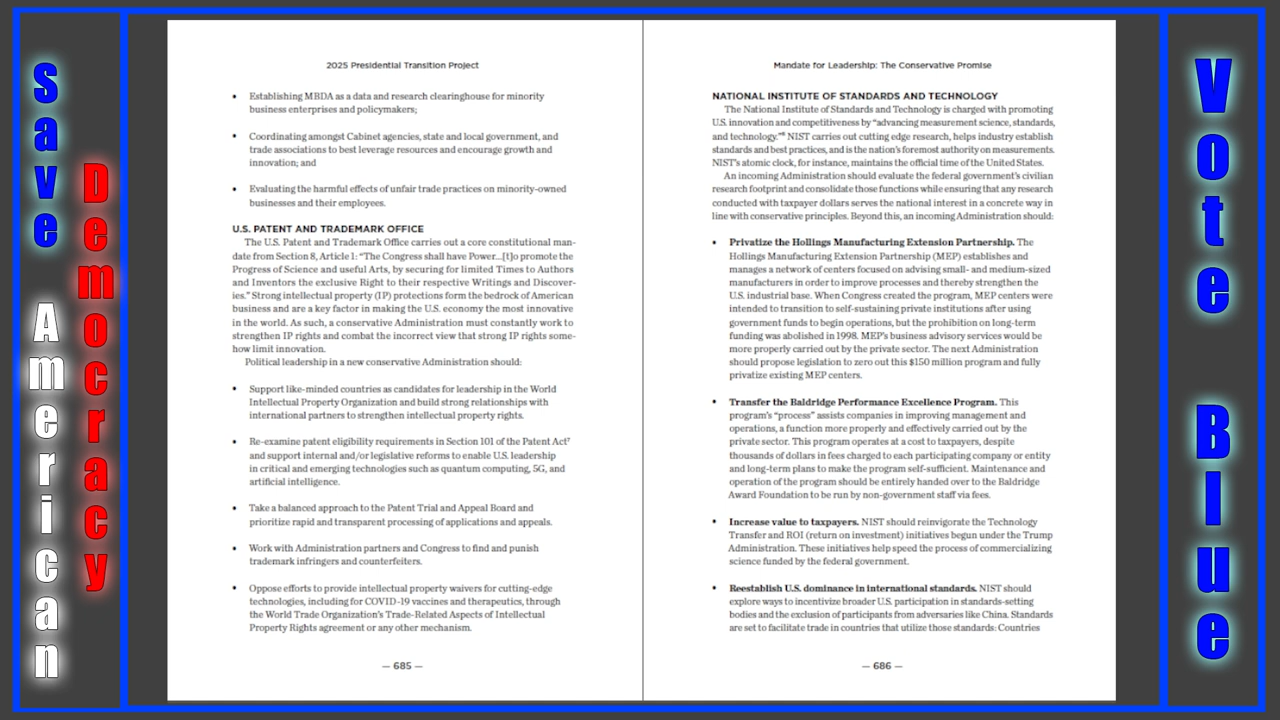 Save American
Democracy
2025 Presidential Transition Project
• Establishing MBDA as a data and research clearinghouse for minority
business enterprises and policymakers;
• Coordinating amongst Cabinet agencies, state and local government, and
trade associations to best leverage resources and encourage growth and
innovation; and
• Evaluating the harmful effects of unfair trade practices on minority-owned
businesses and their employees.
U.S. PATENT AND TRADEMARK OFFICE
The U.S. Patent and Trademark Office carries out a core constitutional man-
date from Section 8, Article 1: “The Congress shall have Power...[t]o promote the
Progress of Science and useful Arts, by securing for limited Times to Authors
and Inventors the exclusive Right to their respective Writings and Discover-
ies.” Strong intellectual property (IP) protections form the bedrock of American
business and are a key factor in making the U.S. economy the most innovative
in the world. As such, a conservative Administration must constantly work to
strengthen IP rights and combat the incorrect view that strong IP rights some-
how limit innovation.
Political leadership in a new conservative Administration should:
• Support like-minded countries as candidates for leadership in the World
Intellectual Property Organization and build strong relationships with
international partners to strengthen intellectual property rights.
• Re-examine patent eligibility requirements in Section 101 of the Patent Act⁷
and support internal and/or legislative reforms to enable U.S. leadership
in critical and emerging technologies such as quantum computing, 5G, and
artificial intelligence.
• Take a balanced approach to the Patent Trial and Appeal Board and
prioritize rapid and transparent processing of applications and appeals.
• Work with Administration partners and Congress to find and punish
trademark infringers and counterfeiters.
• Oppose efforts to provide intellectual property waivers for cutting-edge
technologies, including for COVID-19 vaccines and therapeutics, through
the World Trade Organization’s Trade-Related Aspects of Intellectual
Property Rights agreement or any other mechanism.
— 685 —
Mandate for Leadership: The Conservative Promise
NATIONAL INSTITUTE OF STANDARDS AND TECHNOLOGY
The National Institute of Standards and Technology is charged with promoting
U.S. innovation and competitiveness by “advancing measurement science, standards,
and technology.”⁸ NIST carries out cutting edge research, helps industry establish
standards and best practices, and is the nation’s foremost authority on measurements.
NIST’s atomic clock, for instance, maintains the official time of the United States.
An incoming Administration should evaluate the federal government’s civilian
research footprint and consolidate those functions while ensuring that any research
conducted with taxpayer dollars serves the national interest in a concrete way in
line with conservative principles. Beyond this, an incoming Administration should:
• Privatize the Hollings Manufacturing Extension Partnership. The
Hollings Manufacturing Extension Partnership (MEP) establishes and
manages a network of centers focused on advising small- and medium-sized
manufacturers in order to improve processes and thereby strengthen the
U.S. industrial base. When Congress created the program, MEP centers were
intended to transition to self-sustaining private institutions after using
government funds to begin operations, but the prohibition on long-term
funding was abolished in 1998. MEP’s business advisory services would be
more properly carried out by the private sector. The next Administration
should propose legislation to zero out this $150 million program and fully
privatize existing MEP centers.
• Transfer the Baldridge Performance Excellence Program. This
program’s “process” assists companies in improving management and
operations, a function more properly and effectively carried out by the
private sector. This program operates at a cost to taxpayers, despite
thousands of dollars in fees charged to each participating company or entity
and long-term plans to make the program self-sufficient. Maintenance and
operation of the program should be entirely handed over to the Baldridge
Award Foundation to be run by non-government staff via fees.
• Increase value to taxpayers. NIST should reinvigorate the Technology
Transfer and ROI (return on investment) initiatives begun under the Trump
Administration. These initiatives help speed the process of commercializing
science funded by the federal government.
• Reestablish U.S. dominance in international standards. NIST should
explore ways to incentivize broader U.S. participation in standards-setting
bodies and the exclusion of participants from adversaries like China. Standards
are set to facilitate trade in countries that utilize those standards: Countries
— 686 —
Vote Blue